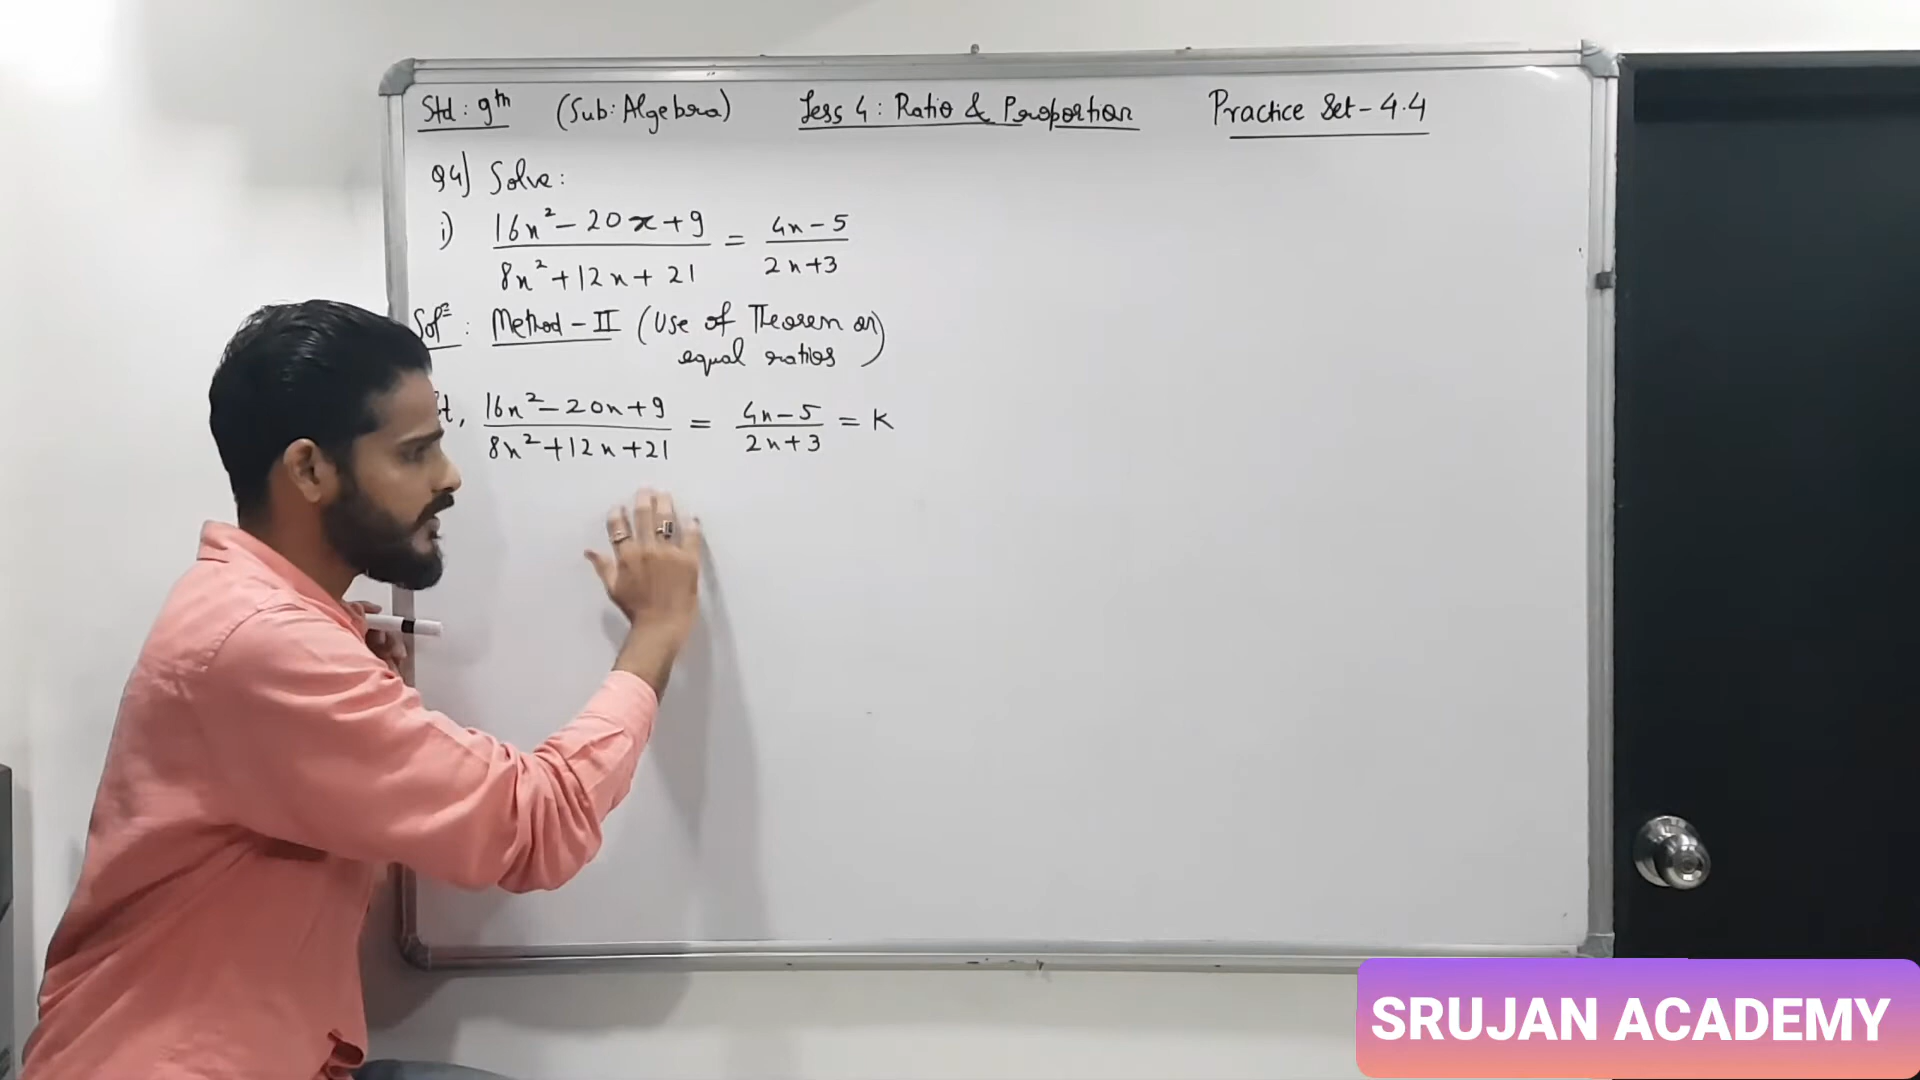 Std: 9th (Sub: Algebra) Less 4: Ratio & Proportion Practice Set - 4.4
Q4) Solve:
i) (16x² - 20x + 9)/(8x² + 12x + 21) = (4x - 5)/(2x + 3)
Solⁿ: Method - II (Use of Theorem on
equal ratios)
(16x² - 20x + 9)/(8x² + 12x + 21) = (4x - 5)/(2x + 3) = K
SRUJAN ACADEMY